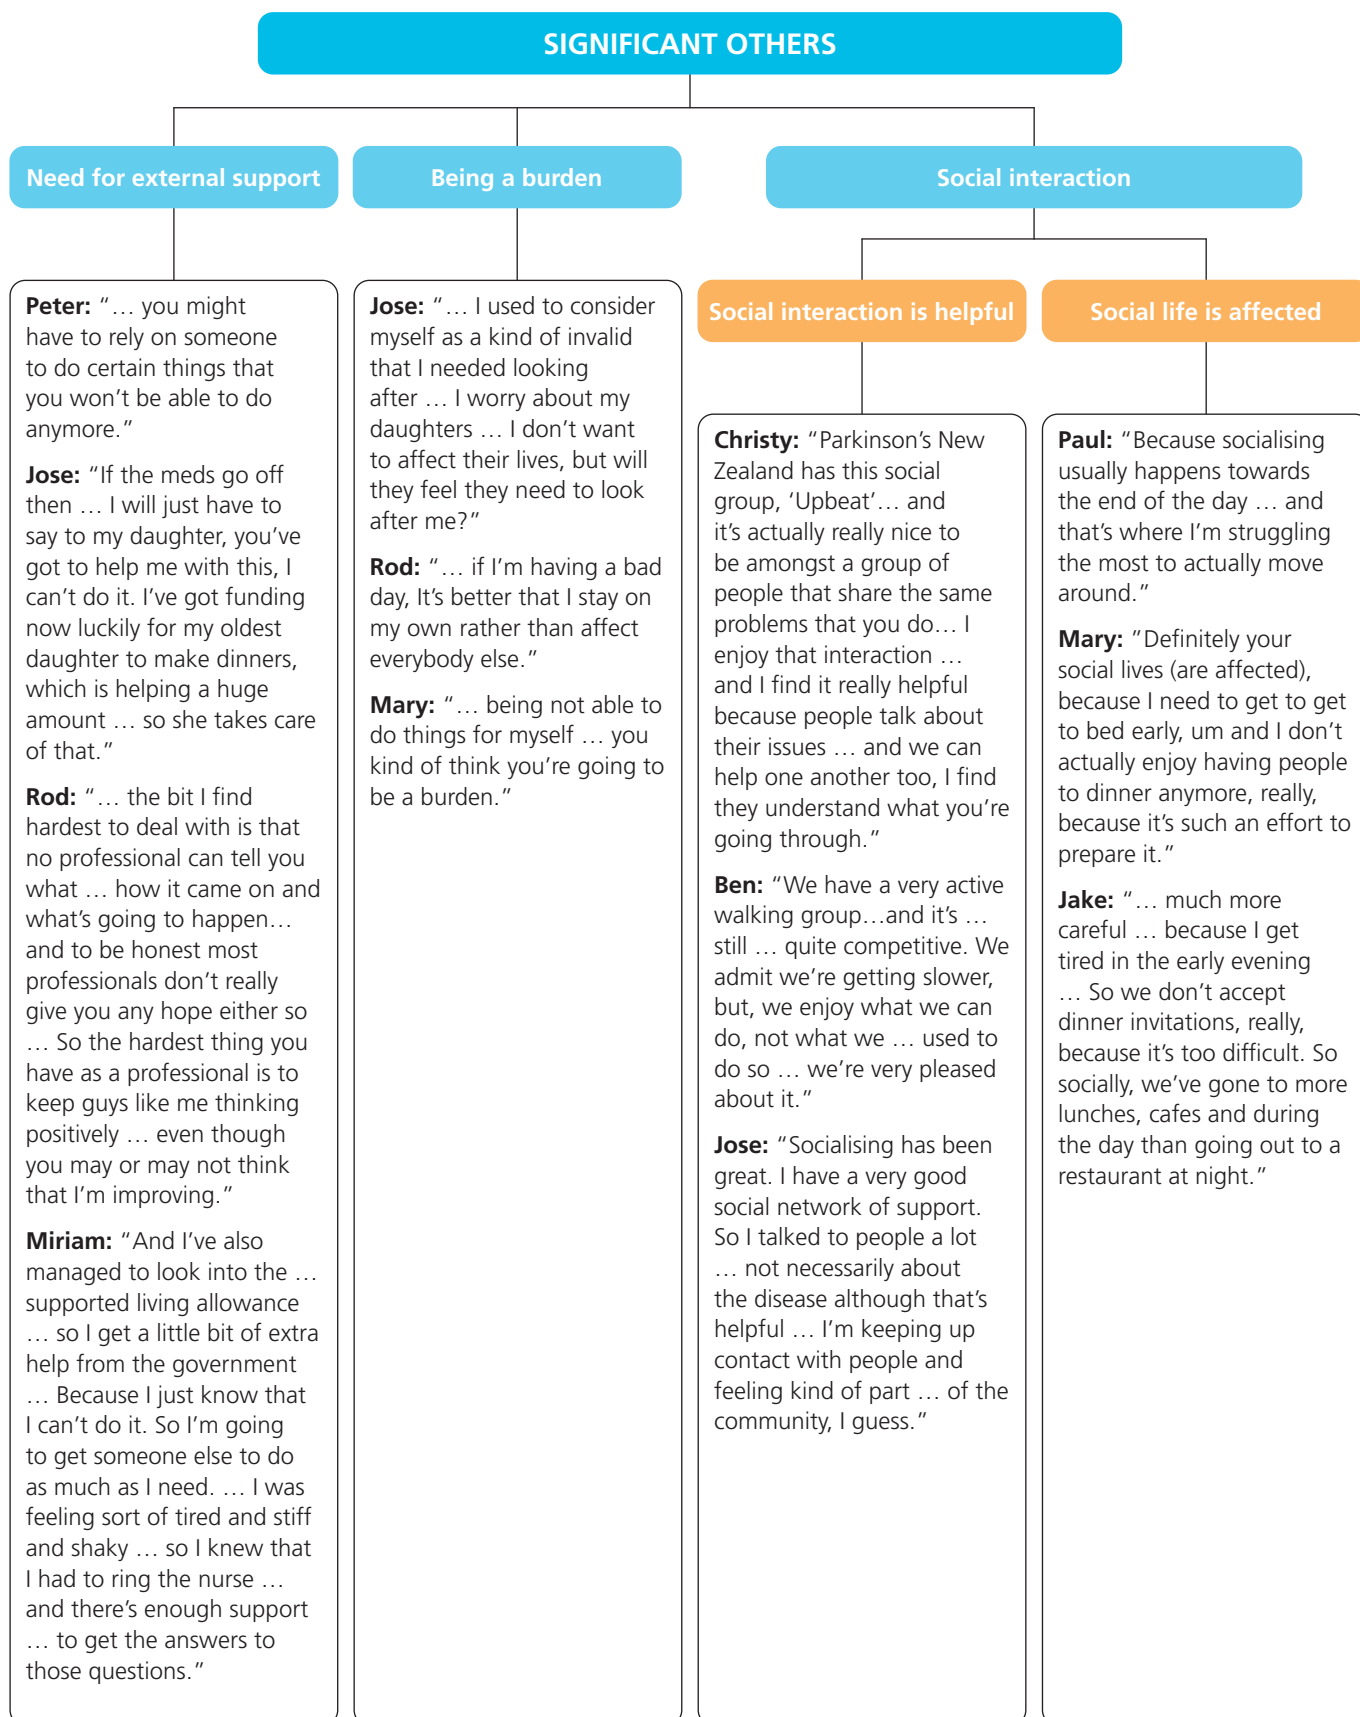 SIGNIFICANT OTHERS
Need for external support
Peter: “… you might
have to rely on someone
to do certain things that
you won’t be able to do
anymore.”
Jose: “If the meds go off
then … I will just have to
say to my daughter, you’ve
got to help me with this, I
can’t do it. I’ve got funding
now luckily for my oldest
daughter to make dinners,
which is helping a huge
amount … so she takes care
of that.”
Rod: “… the bit I find
hardest to deal with is that
no professional can tell you
what … how it came on and
what’s going to happen…
and to be honest most
professionals don’t really
give you any hope either so
… So the hardest thing you
have as a professional is to
keep guys like me thinking
positively … even though
you may or may not think
that I’m improving.”
Miriam: “And I’ve also
managed to look into the …
supported living allowance
… so I get a little bit of extra
help from the government
… Because I just know that
I can’t do it. So I’m going
to get someone else to do
as much as I need. … I was
feeling sort of tired and stiff
and shaky … so I knew that
I had to ring the nurse …
and there’s enough support
… to get the answers to
those questions.”
Being a burden
Jose: “… I used to consider
myself as a kind of invalid
that I needed looking
after … I worry about my
daughters … I don’t want
to affect their lives, but will
they feel they need to look
after me?”
Rod: “… if I’m having a bad
day, It’s better that I stay on
my own rather than affect
everybody else.”
Mary: “… being not able to
do things for myself … you
kind of think you’re going to
be a burden.”
Social interaction
Social interaction is helpful
Christy: “Parkinson’s New
Zealand has this social
group, ‘Upbeat’… and
it’s actually really nice to
be amongst a group of
people that share the same
problems that you do… I
enjoy that interaction …
and I find it really helpful
because people talk about
their issues … and we can
help one another too, I find
they understand what you’re
going through.”
Ben: “We have a very active
walking group…and it’s …
still … quite competitive. We
admit we’re getting slower,
but, we enjoy what we can
do, not what we … used to
do so … we’re very pleased
about it.”
Jose: “Socialising has been
great. I have a very good
social network of support.
So I talked to people a lot
… not necessarily about
the disease although that’s
helpful … I’m keeping up
contact with people and
feeling kind of part … of the
community, I guess.”
Social life is affected
Paul: “Because socialising
usually happens towards
the end of the day … and
that’s where I’m struggling
the most to actually move
around.”
Mary: “Definitely your
social lives (are affected),
because I need to get to get
to bed early, um and I don’t
actually enjoy having people
to dinner anymore, really,
because it’s such an effort to
prepare it.”
Jake: “… much more
careful … because I get
tired in the early evening
… So we don’t accept
dinner invitations, really,
because it’s too difficult. So
socially, we’ve gone to more
lunches, cafes and during
the day than going out to a
restaurant at night.”